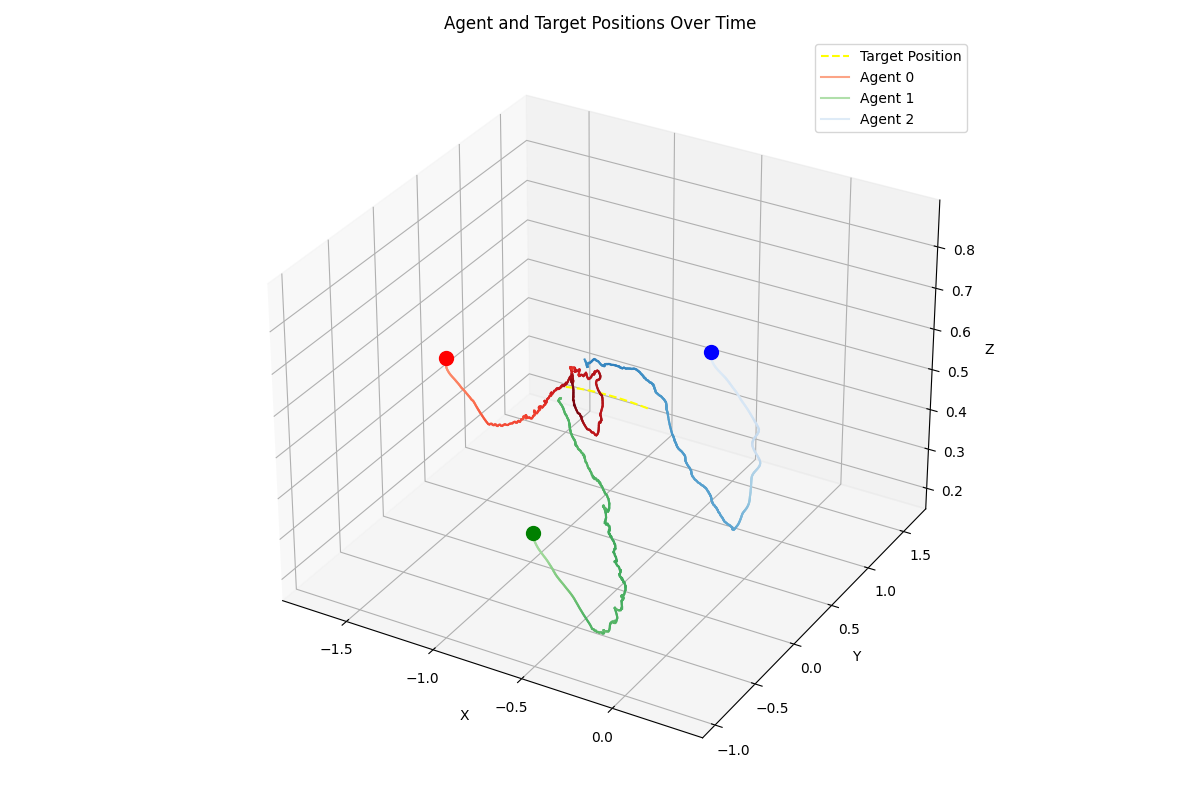 Agent and Target Positions Over Time
Target Position
Agent 0
Agent 1
Agent 2
0.8
0.7
0.6
0.5
0.4
0.3
0.2
Z
1.5
1.0
0.5
0.0
−0.5
−1.0
Y
−1.5
−1.0
−0.5
0.0
X